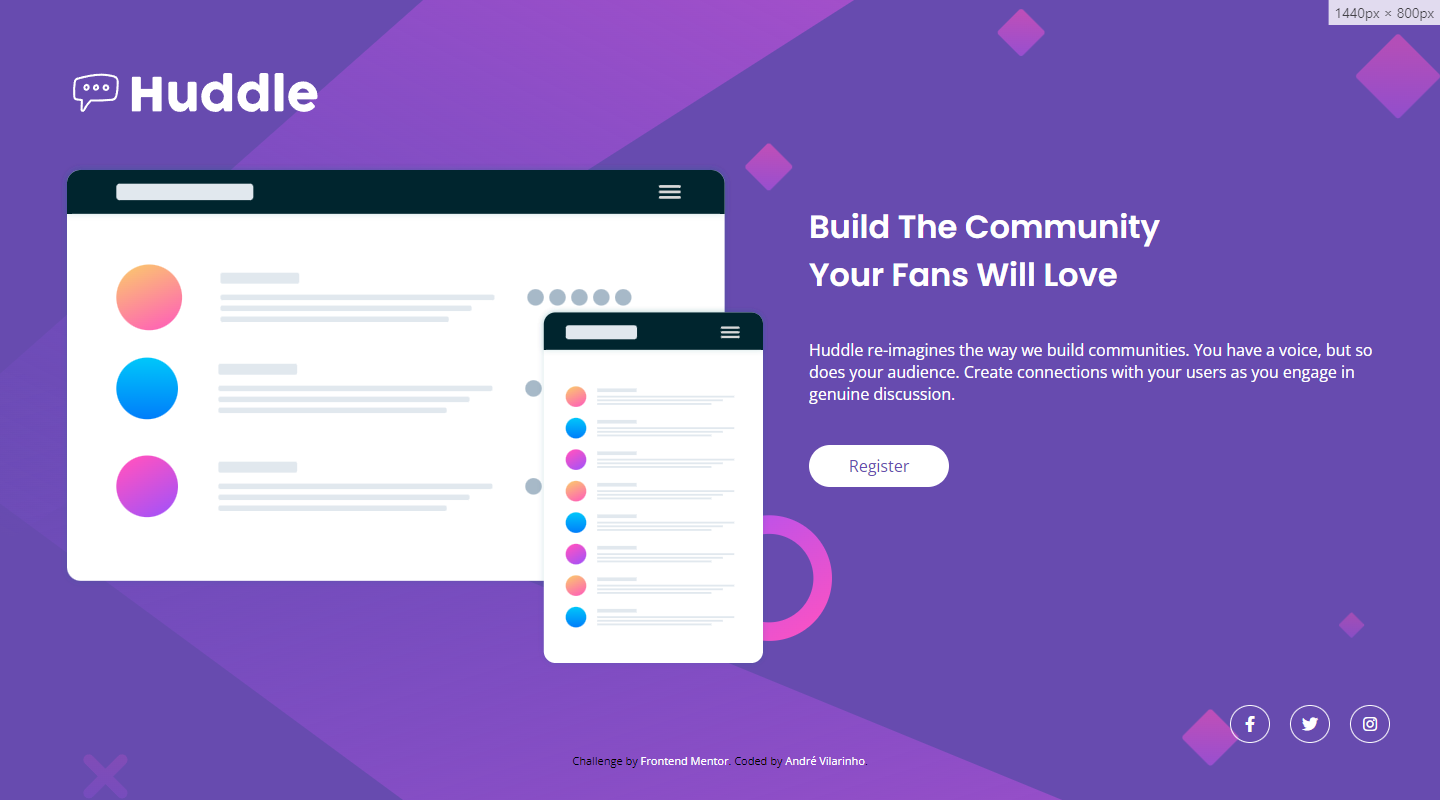 1440px × 800px
Huddle
Build The Community
Your Fans Will Love
Huddle re-imagines the way we build communities. You have a voice, but so
does your audience. Create connections with your users as you engage in
genuine discussion.
Register
Challenge by Frontend Mentor. Coded by André Vilarinho.